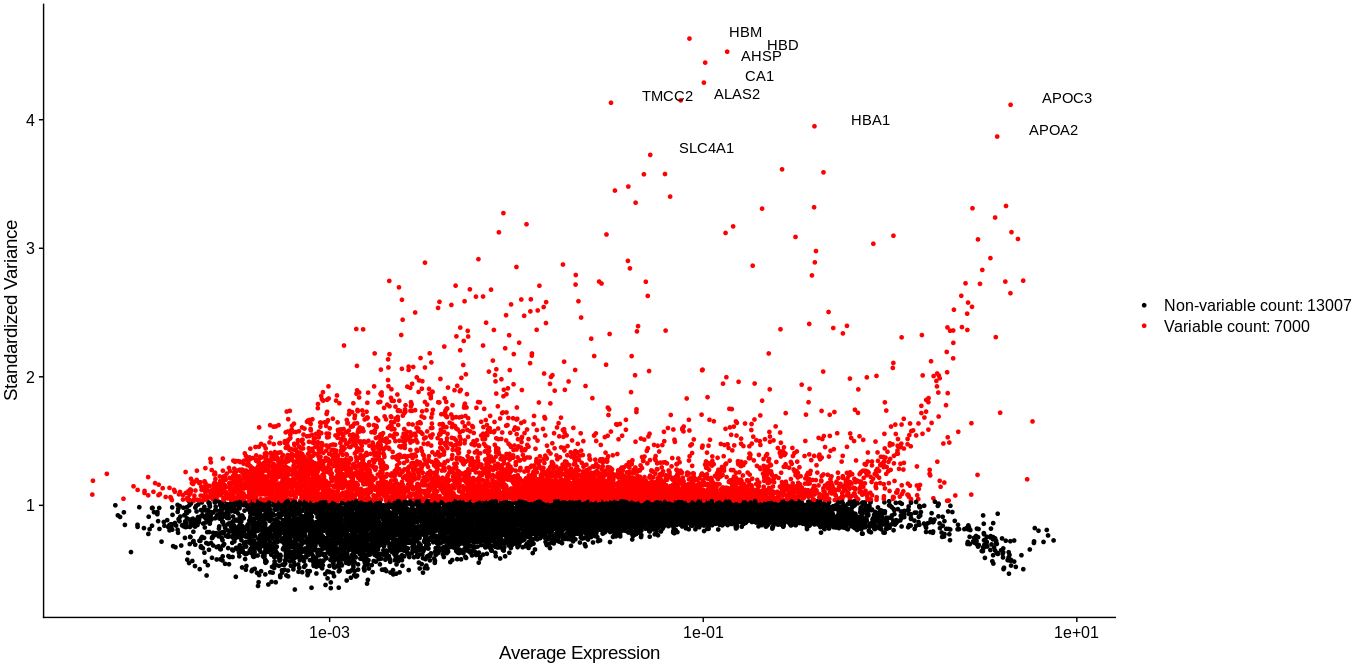 HBM
HBD
AHSP
CA1
TMCC2
ALAS2
APOC3
HBA1
APOA2
SLC4A1
4
3
2
1
Standardized Variance
1e-03
1e-01
1e+01
Average Expression
Non-variable count: 13007
Variable count: 7000